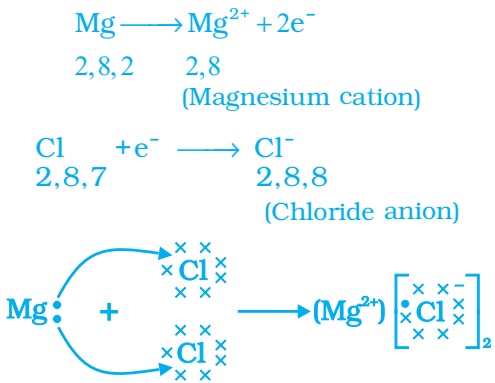 Mg ⟶ Mg²⁺ + 2e⁻
2,8,2 2,8
(Magnesium cation)
Cl + e⁻ ⟶ Cl⁻
2,8,7 2,8,8
(Chloride anion)
Cl
Mg: + ⟶ (Mg²⁺) [Cl⁻]₂
Cl